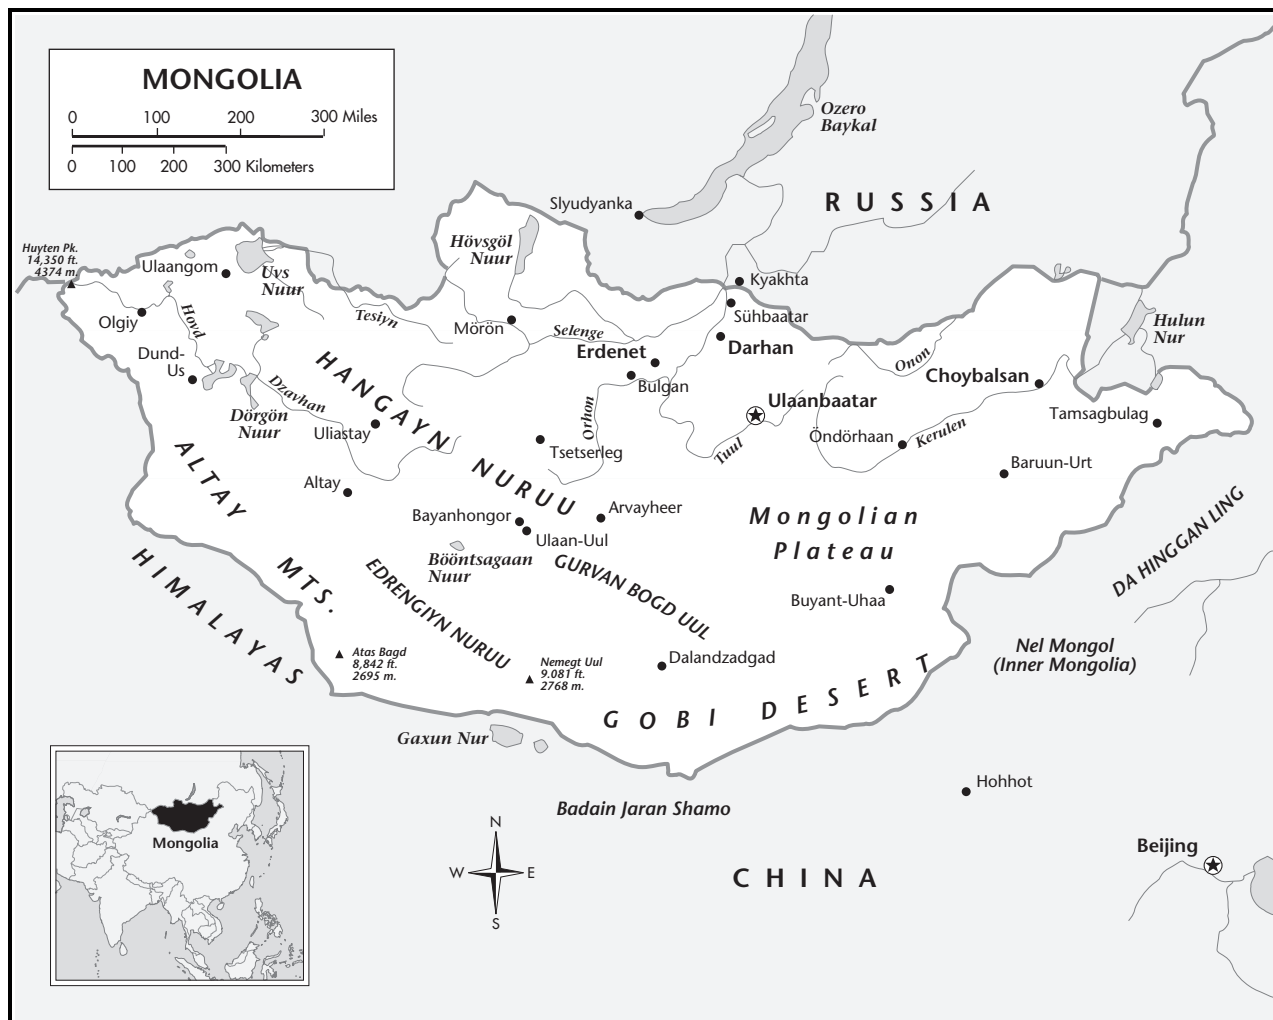 MONGOLIA
0 100 200 300 Miles
0 100 200 300 Kilometers
Ozero
Baykal
RUSSIA
Slyudyanka
Hövsgöl
Nuur
Huyten Pk.
14,350 ft.
4374 m.
Ulaangom
Uvs
Nuur
Kyakhta
Olgiy
Hovd
Tesiyn
Mörön
Selenge
Sühbaatar
Darhan
Hulun
Nur
Dund-
Us
Erdenet
Bulgan
Onon
Choybalsan
HANGAYN NURUU
Dzavhan
Dörgön
Nuur
Uliastay
Orhon
Ulaanbaatar
Tamsagbulag
Tsetserleg
Tuul
Öndörhaan
Kerulen
Baruun-Urt
ALTAY MTS.
Altay
Bayanhongor
Arvayheer
Ulaan-Uul
Mongolian
Plateau
Bööntsagaan
Nuur
HIMALAYAS
EDRENGIYN NURUU
GURVAN BOGD UUL
Buyant-Uhaa
DA HINGGAN LING
Nel Mongol
(Inner Mongolia)
Atas Bagd
8,842 ft.
2695 m.
Nemegt Uul
9.081 ft.
2768 m.
Dalandzadgad
GOBI DESERT
Gaxun Nur
Hohhot
Badain Jaran Shamo
Mongolia
N
W E
S
CHINA
Beijing